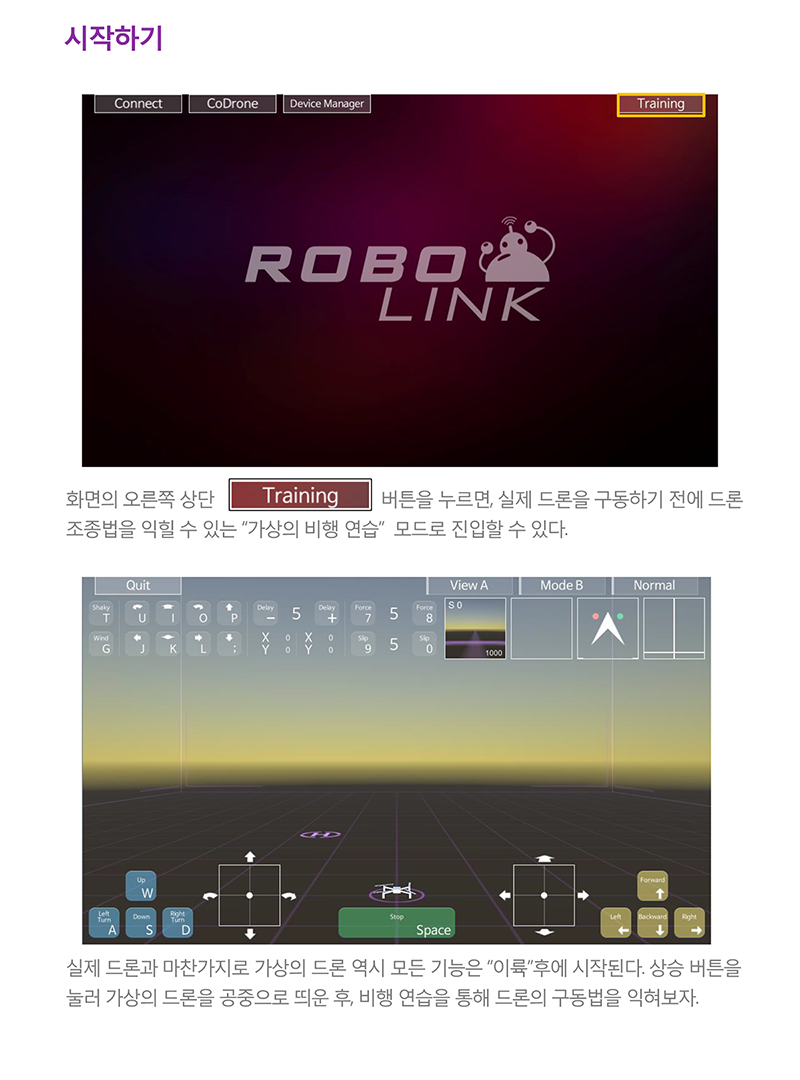 시작하기
Connect CoDrone Device Manager Training
ROBO
LINK
화면의 오른쪽 상단 Training 버튼을 누르면, 실제 드론을 구동하기 전에 드론
조종법을 익힐 수 있는 “가상의 비행 연습” 모드로 진입할 수 있다.
Quit View A Mode B Normal
Shaky T U I O P Delay − 5 Delay + Force 7 5 Force 8 S 0
Wind G J K L ; X 0 X 0 Slip 9 5 Slip 0 1000
Y 0 Y 0
Up W Forward
Left Turn A Down S Right Turn D Stop Space Left Backward Right
실제 드론과 마찬가지로 가상의 드론 역시 모든 기능은 “이륙”후에 시작된다. 상승 버튼을
눌러 가상의 드론을 공중으로 띄운 후, 비행 연습을 통해 드론의 구동법을 익혀보자.